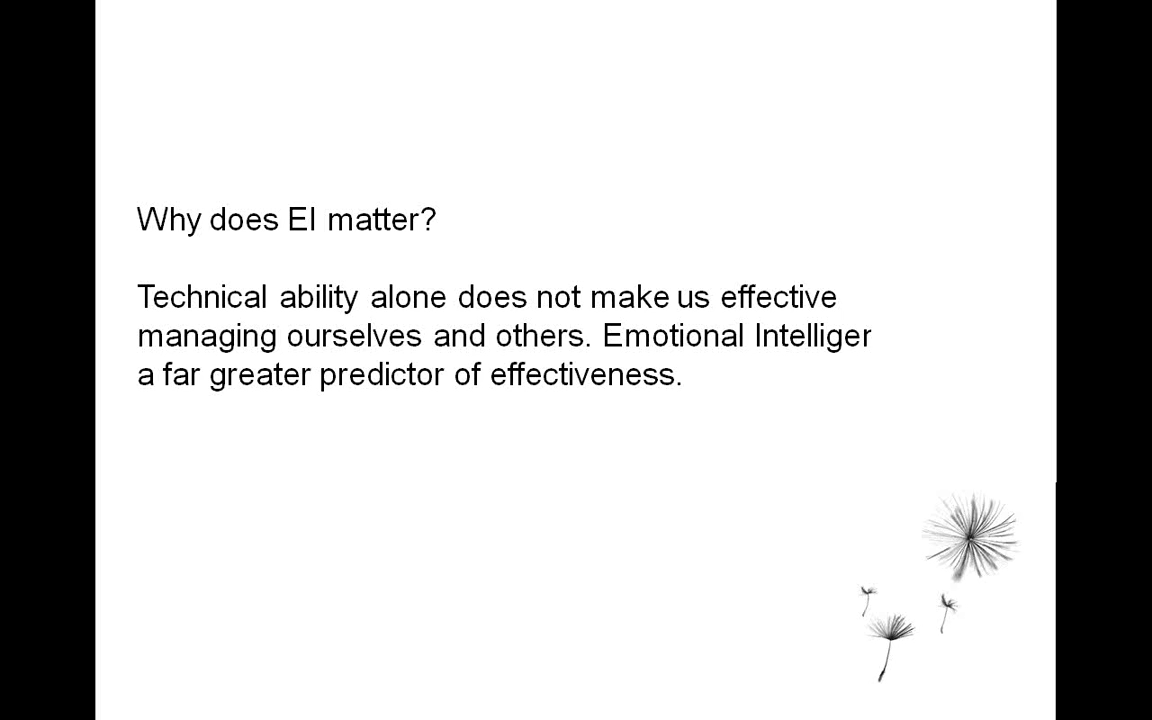 Why does EI matter?
Technical ability alone does not make us effective
managing ourselves and others. Emotional Intelliger
a far greater predictor of effectiveness.